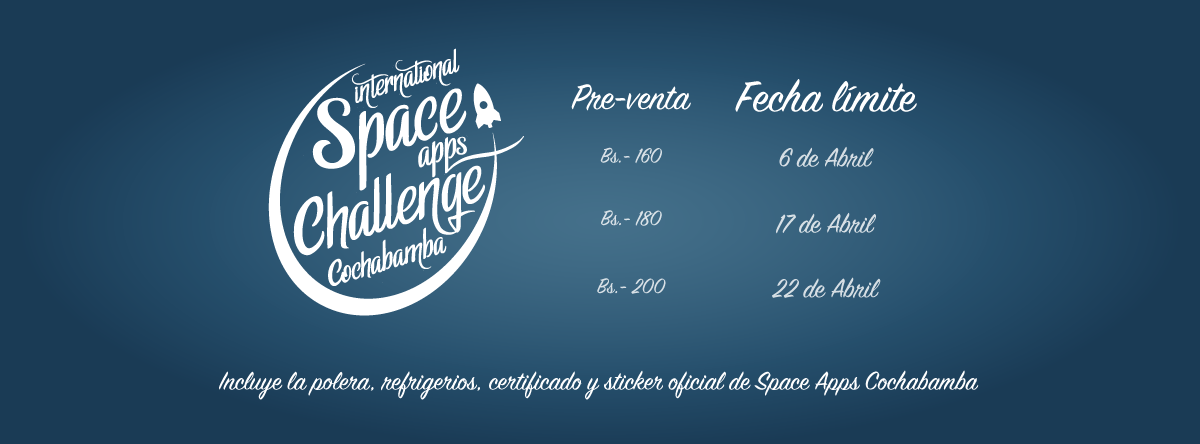 international
Space
apps
Challenge
Cochabamba
Pre-venta Fecha límite
Bs.- 160 6 de Abril
Bs.- 180 17 de Abril
Bs.- 200 22 de Abril
Incluye la polera, refrigerios, certificado y sticker oficial de Space Apps Cochabamba